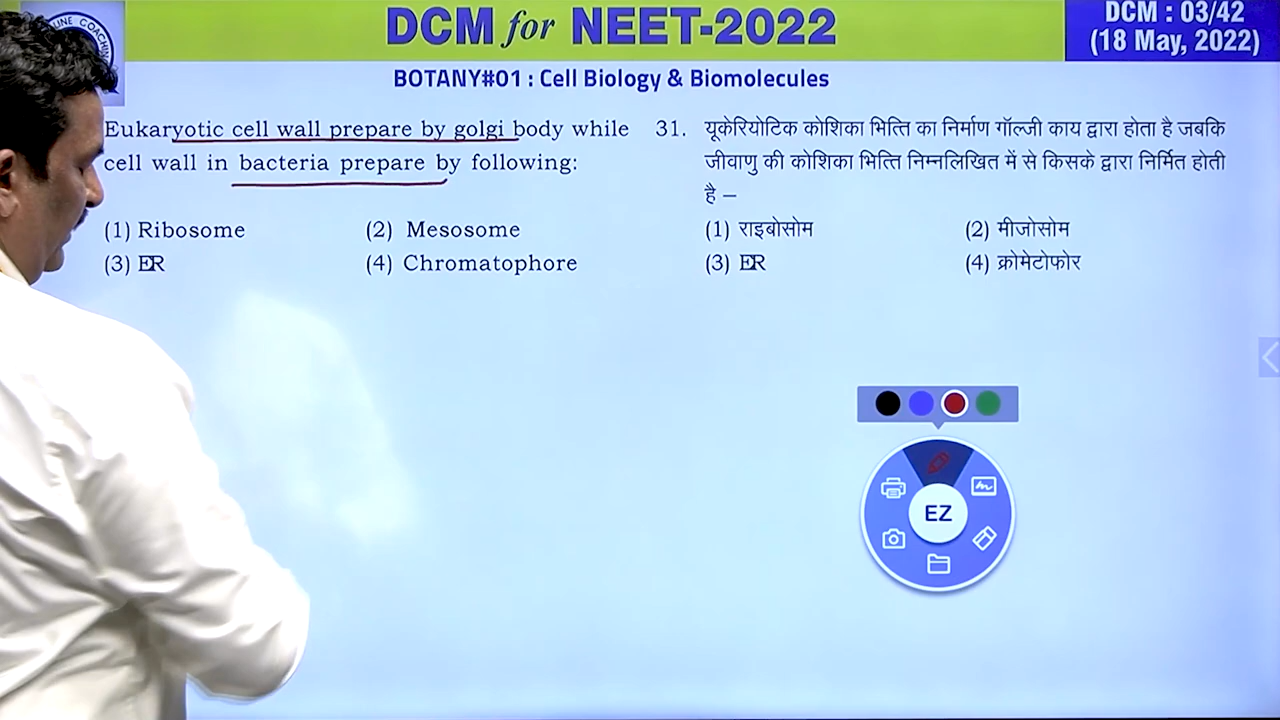 LINE COACHIN
DCM for NEET-2022
DCM : 03/42
(18 May, 2022)
BOTANY#01 : Cell Biology & Biomolecules
Eukaryotic cell wall prepare by golgi body while
cell wall in bacteria prepare by following:
(1) Ribosome (2) Mesosome
(3) ER (4) Chromatophore
31. यूकेरियोटिक कोशिका भित्ति का निर्माण गॉल्जी काय द्वारा होता है जबकि
जीवाणु की कोशिका भित्ति निम्नलिखित में से किसके द्वारा निर्मित होती
है –
(1) राइबोसोम (2) मीजोसोम
(3) ER (4) क्रोमेटोफोर
EZ